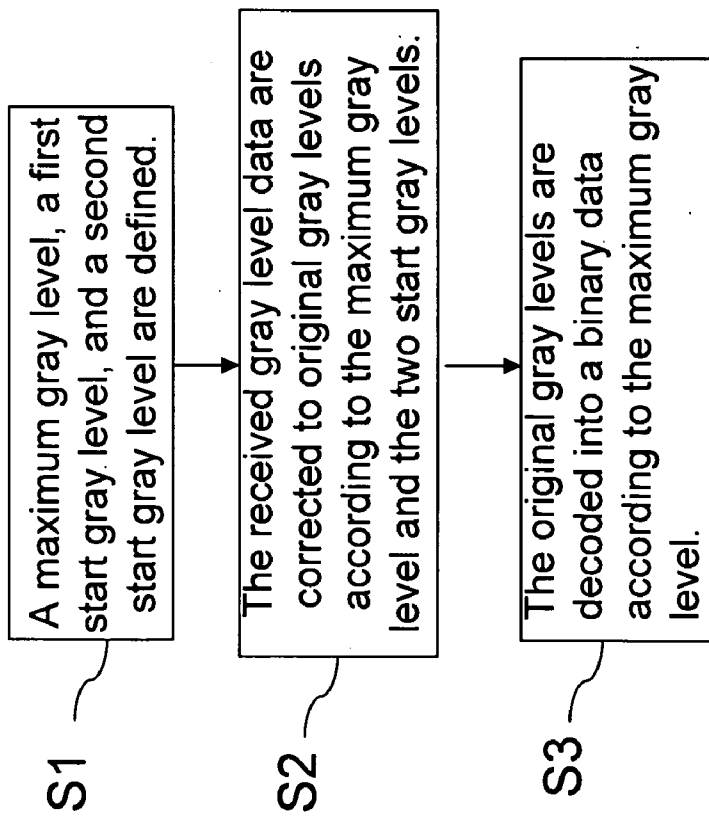 S1
A maximum gray level, a first
start gray level, and a second
start gray level are defined.
S2
The received gray level data are
corrected to original gray levels
according to the maximum gray
level and the two start gray levels.
S3
The original gray levels are
decoded into a binary data
according to the maximum gray
level.